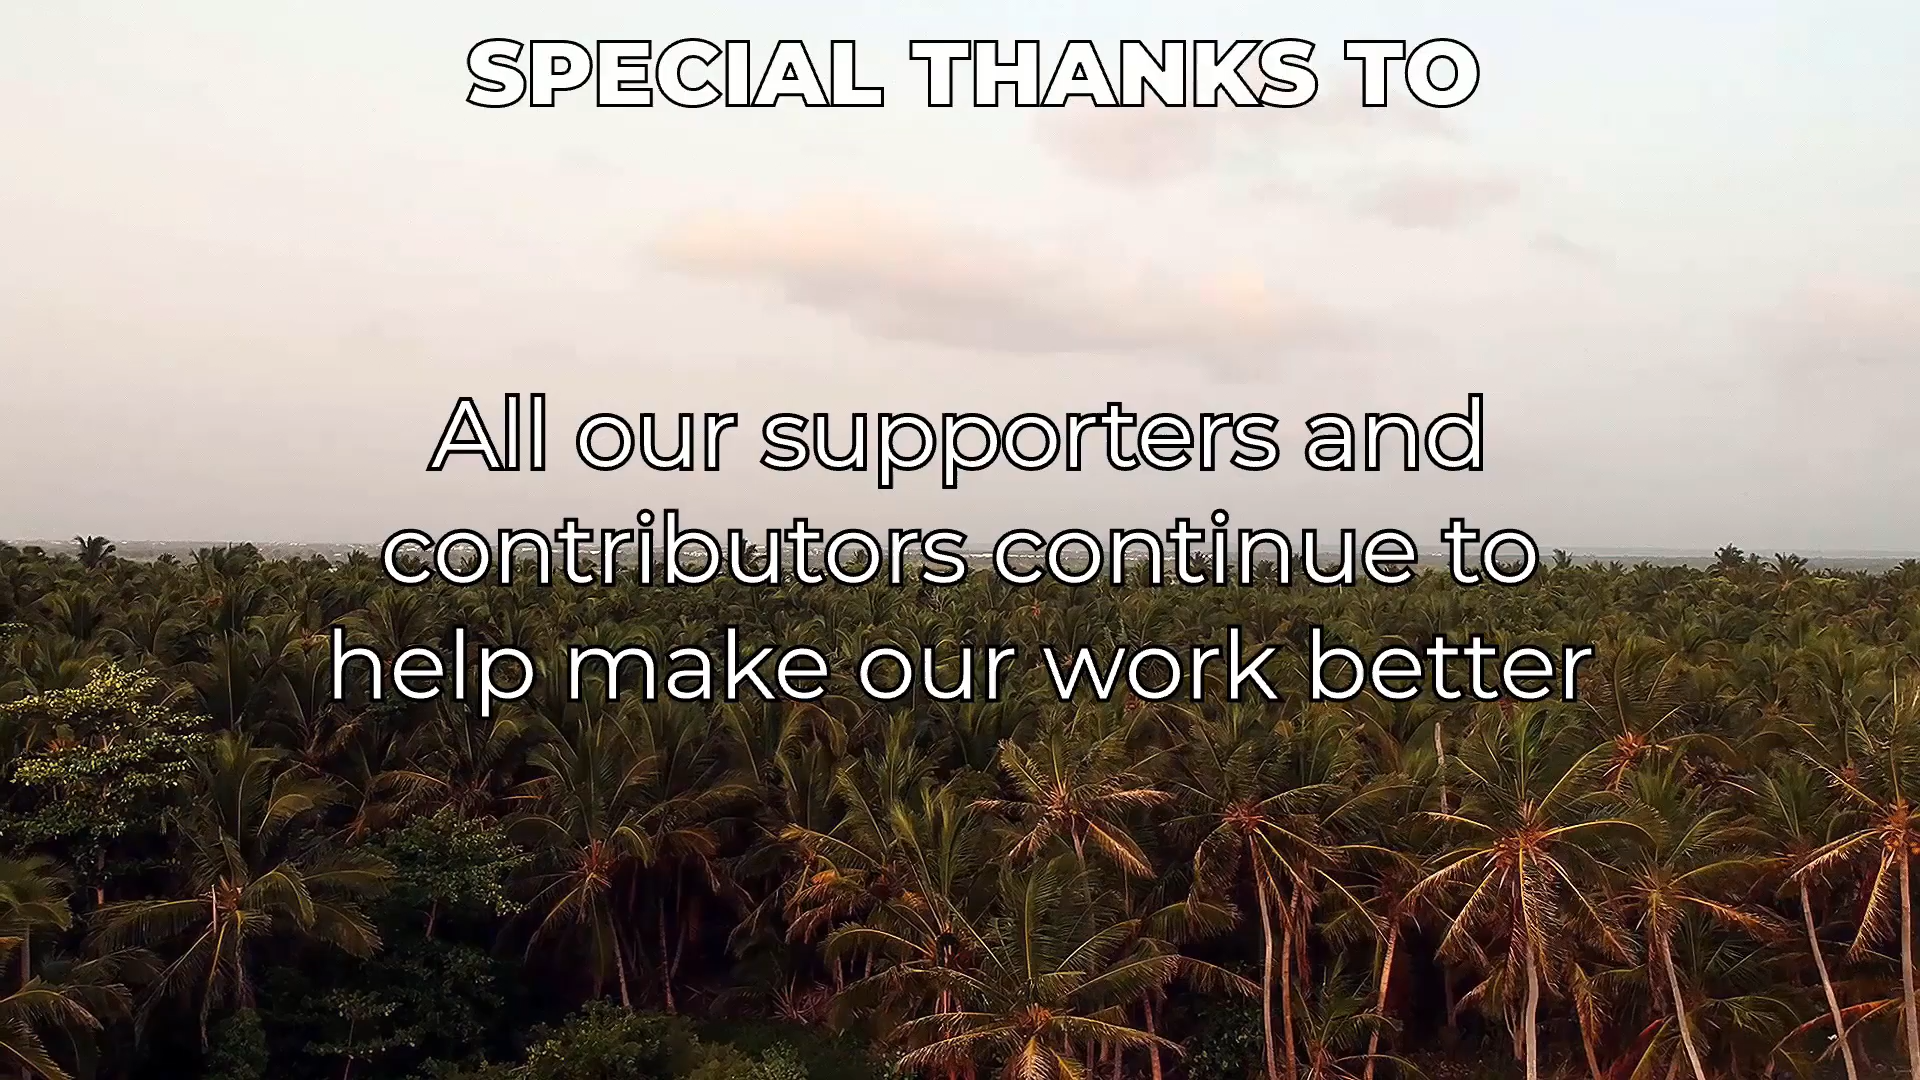 SPECIAL THANKS TO
All our supporters and
contributors continue to
help make our work better